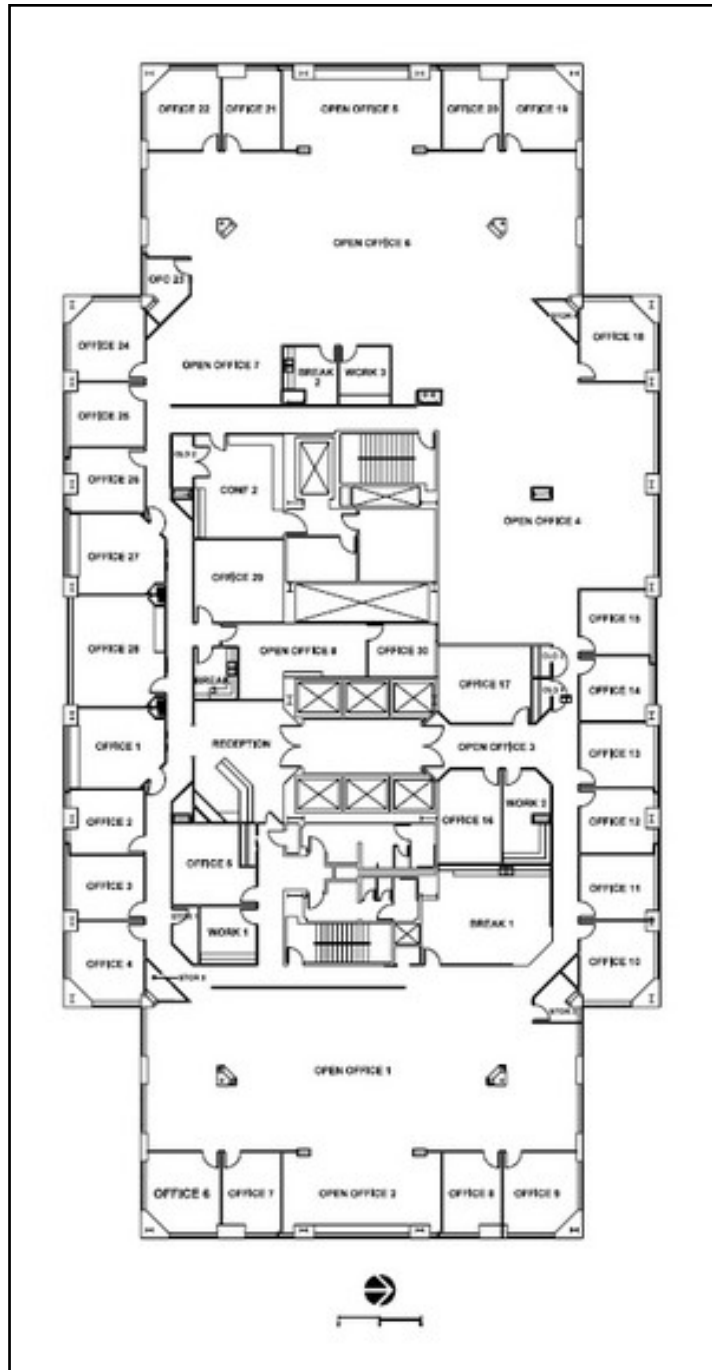 OFFICE 22
OFFICE 21
OPEN OFFICE 5
OFFICE 20
OFFICE 19
OPEN OFFICE 6
OFC 23
OFFICE 24
OFFICE 18
OPEN OFFICE 7
BREAK
2
WORK 3
OFFICE 25
OFFICE 26
CONF 2
OPEN OFFICE 4
OFFICE 27
OFFICE 29
OFFICE 28
OPEN OFFICE 8
OFFICE 30
BREAK
OFFICE 15
OFFICE 17
OFFICE 14
OFFICE 1
RECEPTION
OPEN OFFICE 3
OFFICE 13
OFFICE 2
OFFICE 16
WORK 2
OFFICE 12
OFFICE 3
OFFICE 5
OFFICE 11
WORK 1
BREAK 1
OFFICE 4
OFFICE 10
OPEN OFFICE 1
OFFICE 6
OFFICE 7
OPEN OFFICE 2
OFFICE 8
OFFICE 9